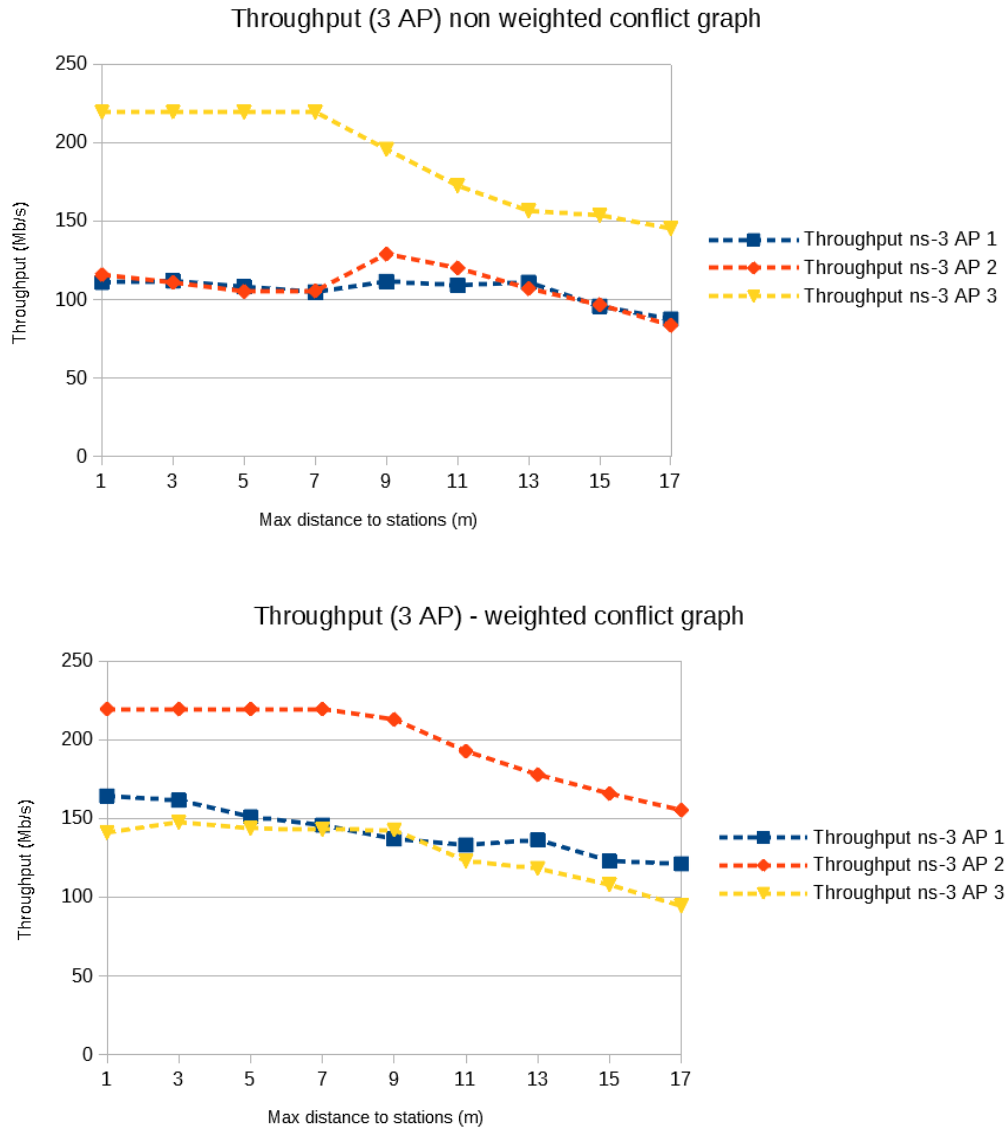 Throughput (3 AP) non weighted conflict graph
250
200
150
100
50
0
Throughput (Mb/s)
1 3 5 7 9 11 13 15 17
Max distance to stations (m)
Throughput ns-3 AP 1
Throughput ns-3 AP 2
Throughput ns-3 AP 3
Throughput (3 AP) - weighted conflict graph
250
200
150
100
50
0
Throughput (Mb/s)
1 3 5 7 9 11 13 15 17
Max distance to stations (m)
Throughput ns-3 AP 1
Throughput ns-3 AP 2
Throughput ns-3 AP 3